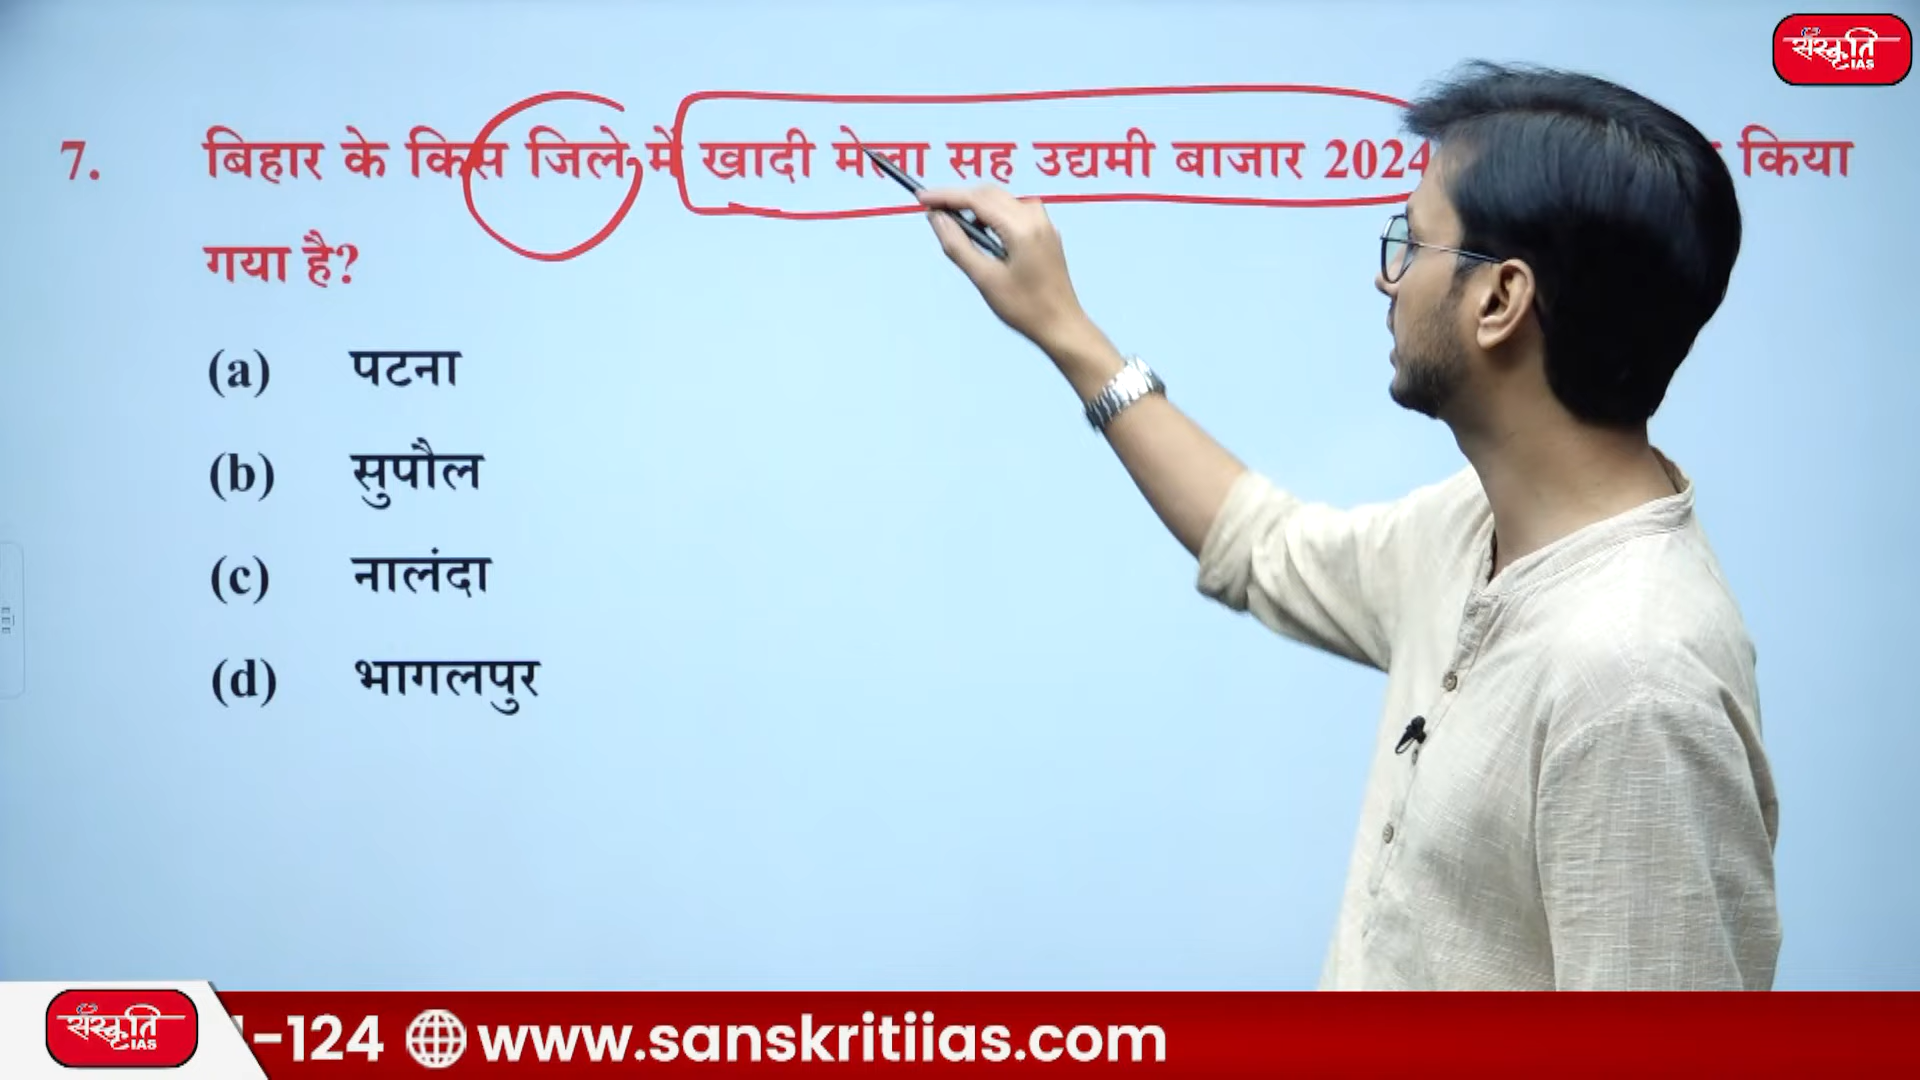 संस्कृति
IAS
7. बिहार के किस जिले में खादी मेला सह उद्यमी बाजार 2024 किया
गया है?
(a) पटना
(b) सुपौल
(c) नालंदा
(d) भागलपुर
संस्कृति
IAS
-124 www.sanskritiias.com